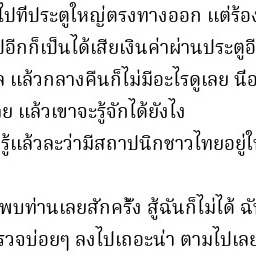 ไปที่ประตูใหญ่ตรงทางออก แต่ร้อง
อีกก็เป็นได้เสียเงินค่าผ่านประตูอี
แล้วกลางคืนก็ไม่มีอะไรดูเลย นี่อ
แล้วเขาจะรู้จักได้ยังไง
รู้แล้วละว่ามีสถาปนิกชาวไทยอยู่ใ
พบท่านเลยสักครั้ง สู้ฉันก็ไม่ได้ ฉั
รวจบ่อยๆ ลงไปเถอะน่า ตามไปเลย